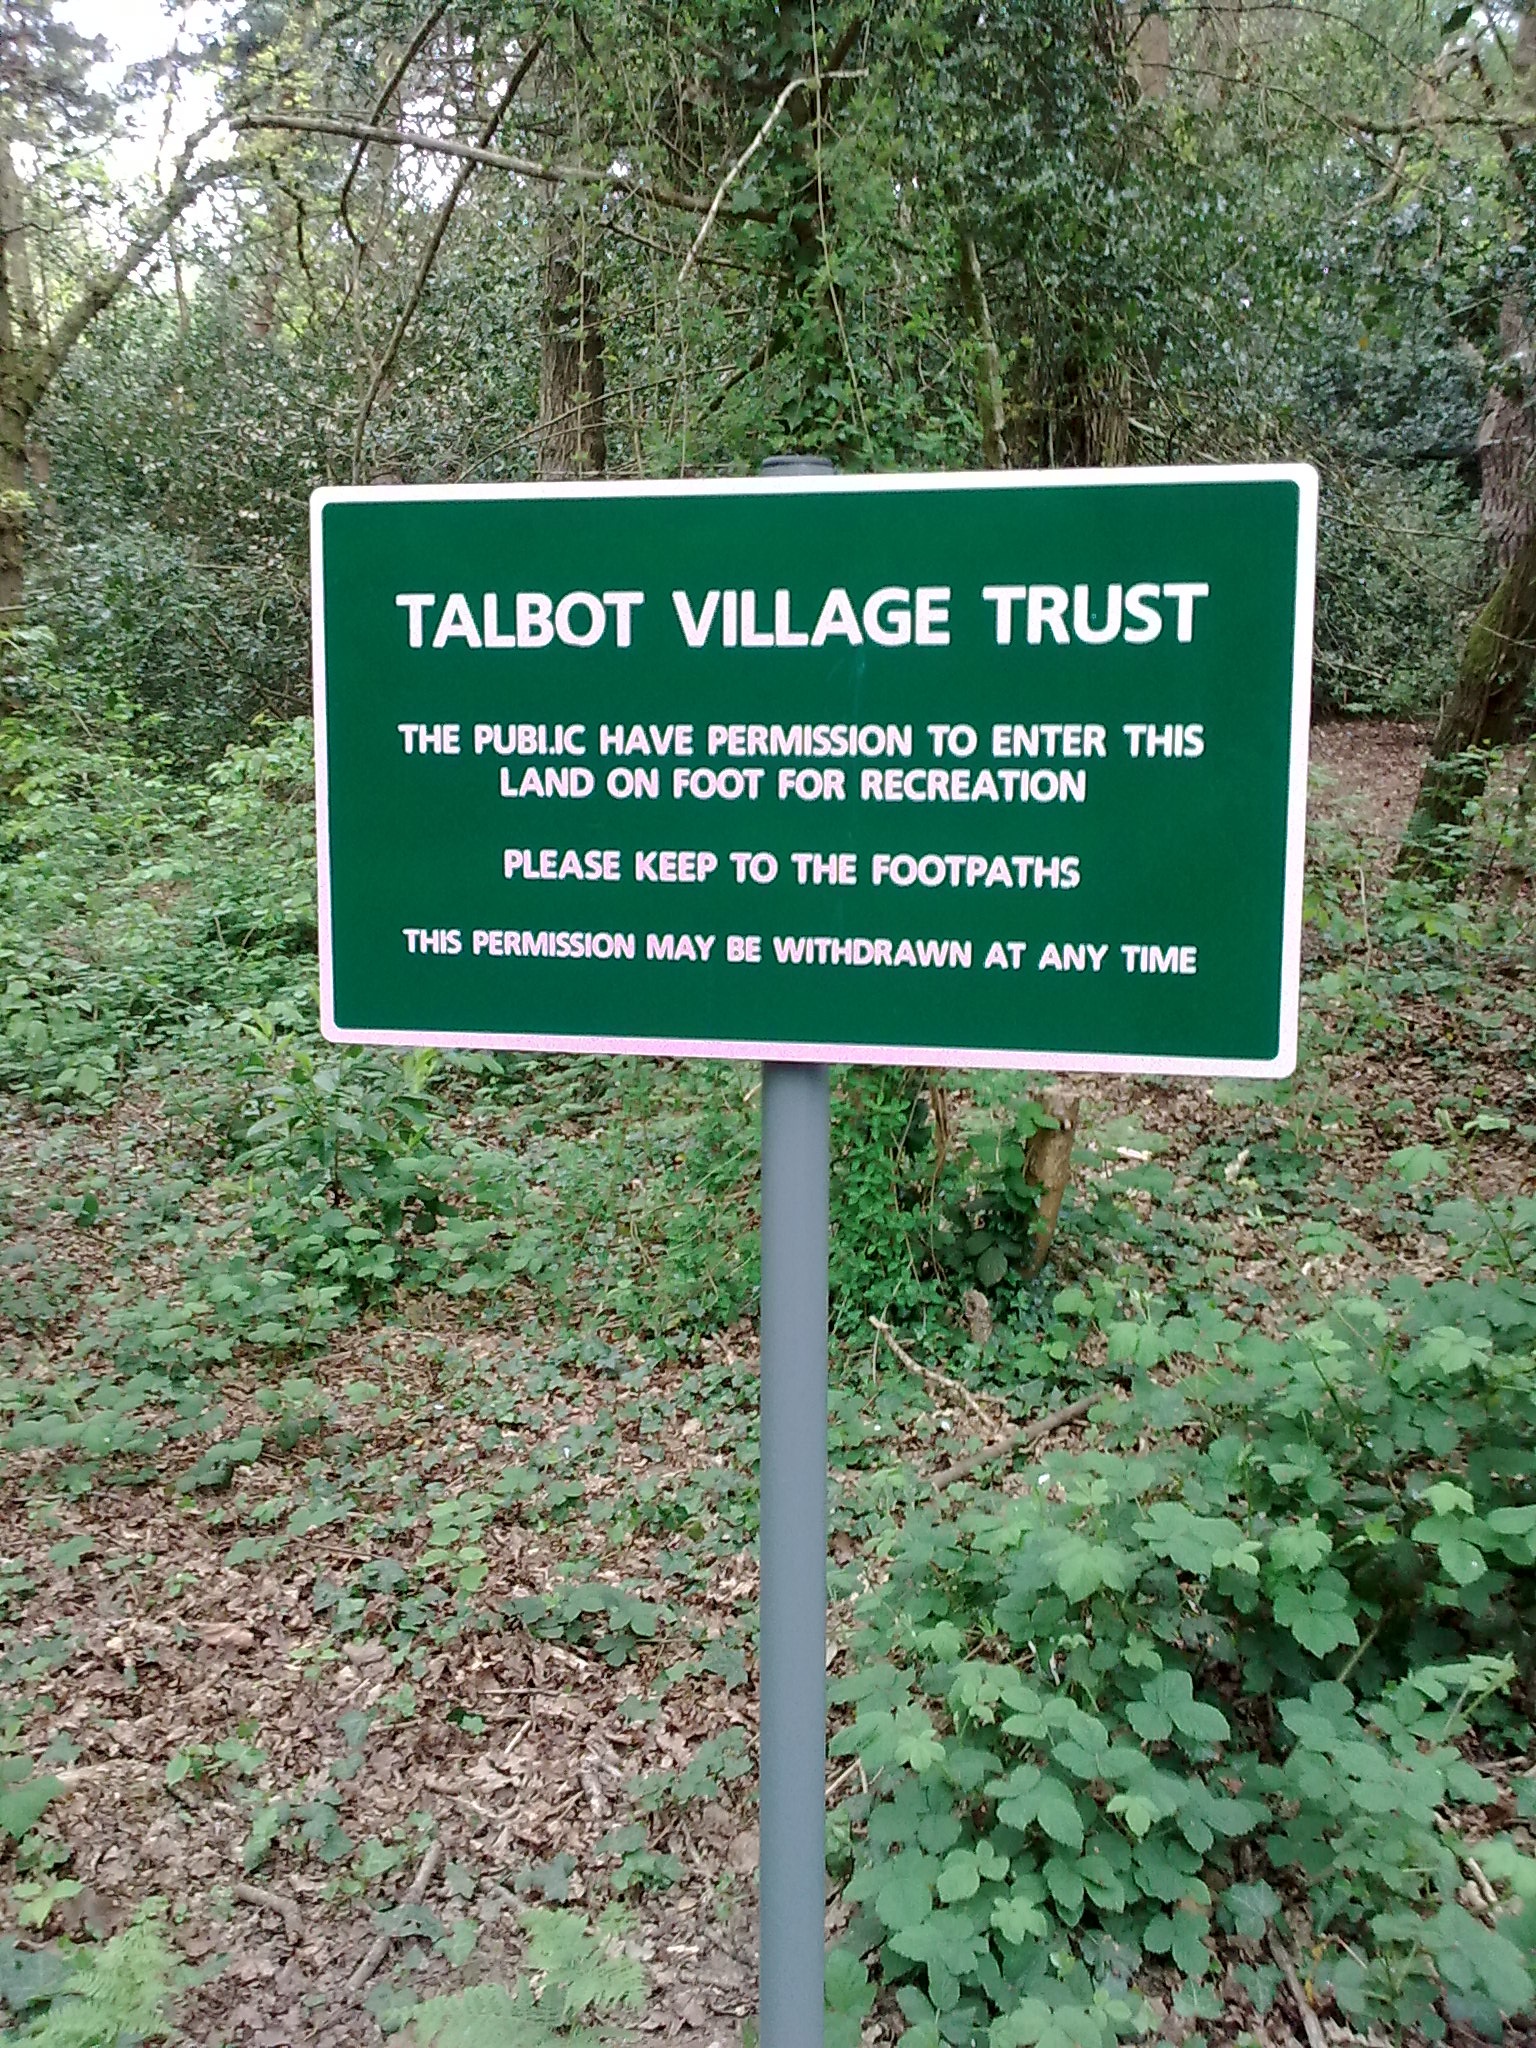 TALBOT VILLAGE TRUST
THE PUBLIC HAVE PERMISSION TO ENTER THIS
LAND ON FOOT FOR RECREATION
PLEASE KEEP TO THE FOOTPATHS
THIS PERMISSION MAY BE WITHDRAWN AT ANY TIME